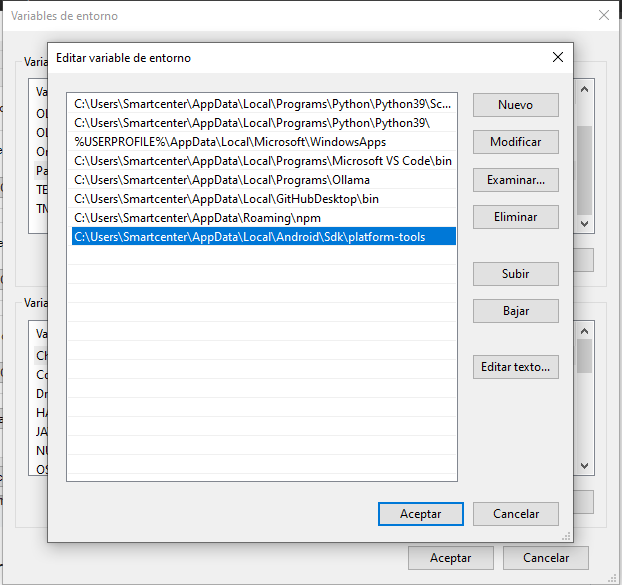 Variables de entorno
Editar variable de entorno
Varia
Va
OL
OL
On
Pa
TE
TN
C:\Users\Smartcenter\AppData\Local\Programs\Python\Python39\Sc...
C:\Users\Smartcenter\AppData\Local\Programs\Python\Python39\
%USERPROFILE%\AppData\Local\Microsoft\WindowsApps
C:\Users\Smartcenter\AppData\Local\Programs\Microsoft VS Code\bin
C:\Users\Smartcenter\AppData\Local\Programs\Ollama
C:\Users\Smartcenter\AppData\Local\GitHubDesktop\bin
C:\Users\Smartcenter\AppData\Roaming\npm
C:\Users\Smartcenter\AppData\Local\Android\Sdk\platform-tools
Nuevo
Modificar
Examinar...
Eliminar
Subir
Bajar
Editar texto...
Varia
Va
Ch
Co
Dr
HA
JA
NU
OS
Aceptar
Cancelar
Aceptar
Cancelar